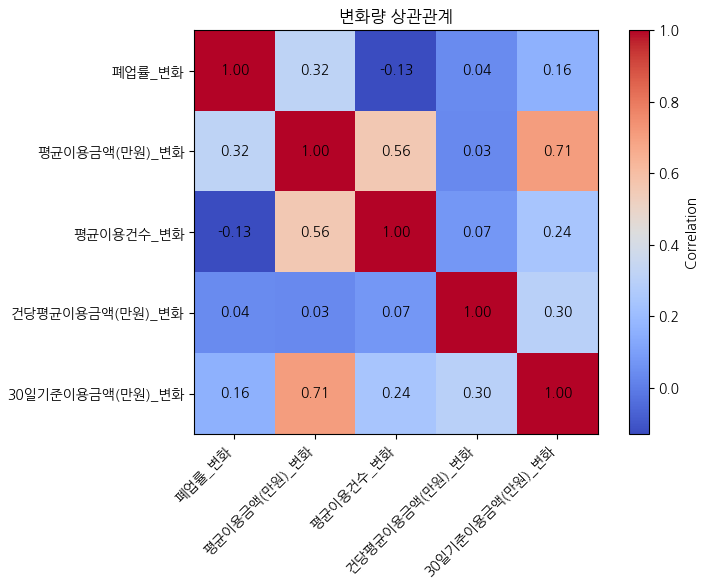 변화량 상관관계
폐업률_변화
1.00 0.32 -0.13 0.04 0.16
평균이용금액(만원)_변화
0.32 1.00 0.56 0.03 0.71
평균이용건수_변화
-0.13 0.56 1.00 0.07 0.24
건당평균이용금액(만원)_변화
0.04 0.03 0.07 1.00 0.30
30일기준이용금액(만원)_변화
0.16 0.71 0.24 0.30 1.00
폐업률_변화
평균이용금액(만원)_변화
평균이용건수_변화
건당평균이용금액(만원)_변화
30일기준이용금액(만원)_변화
1.0
0.8
0.6
0.4
0.2
0.0
Correlation